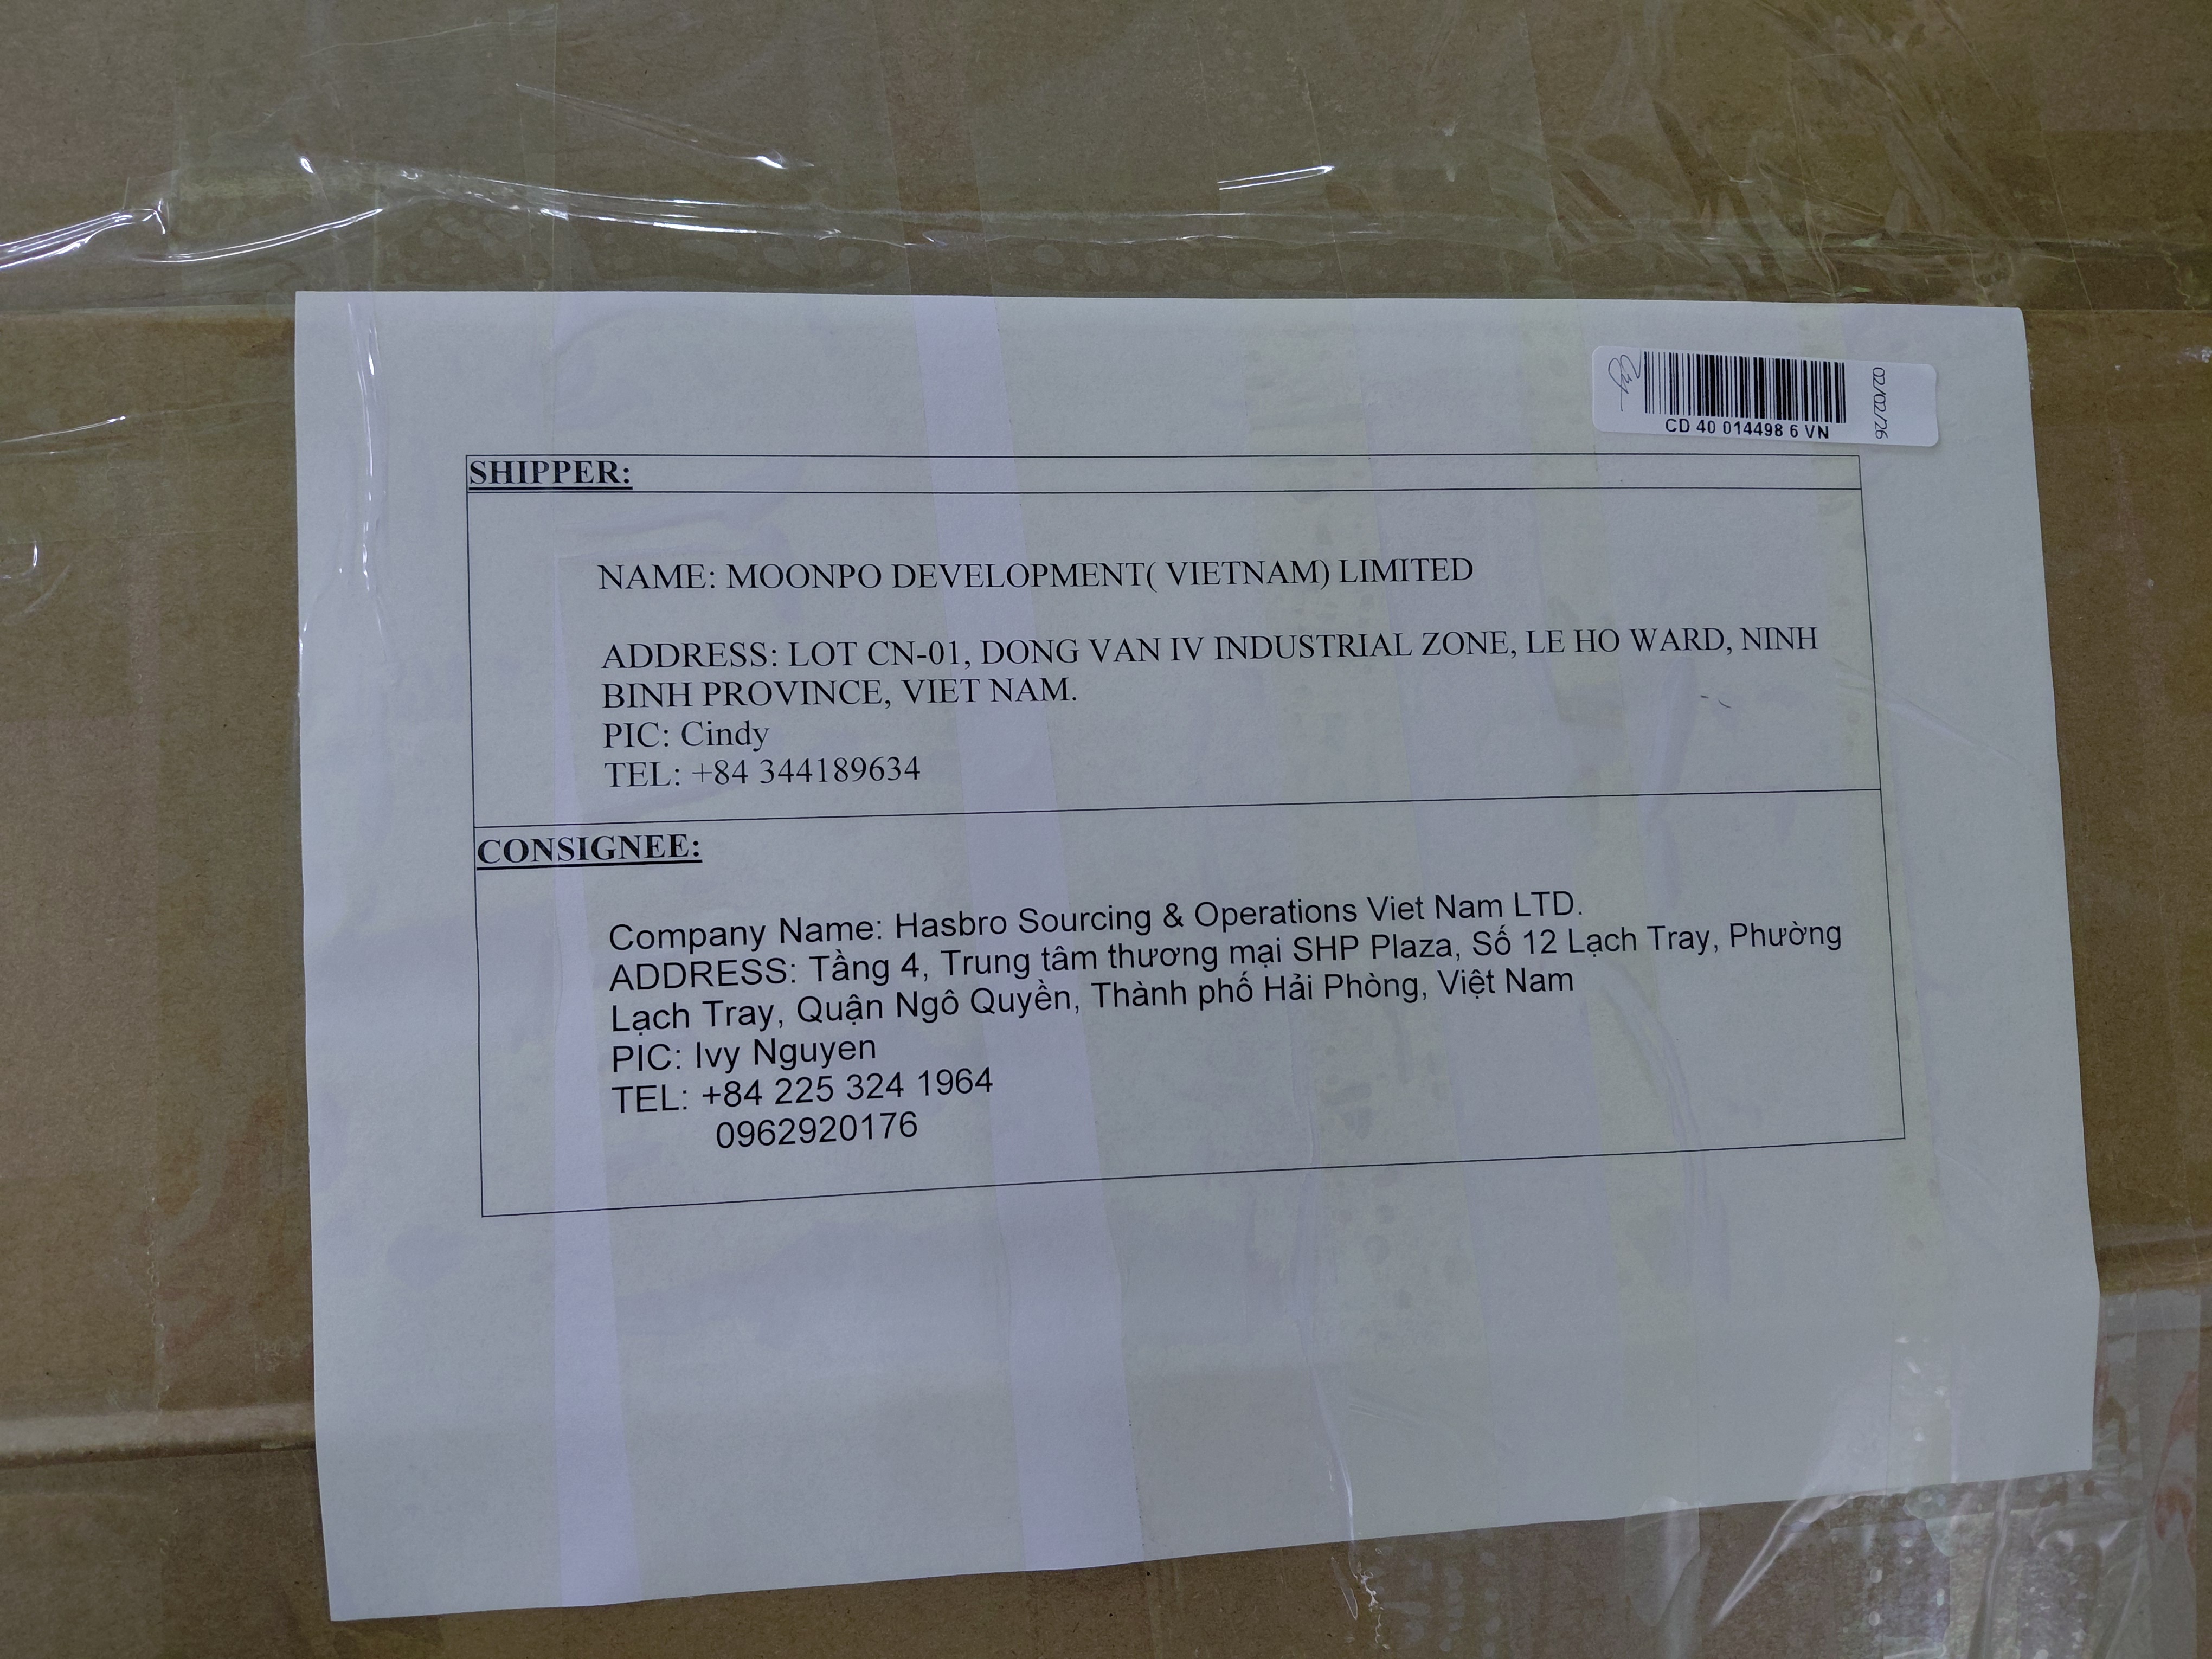 CD 40 014498 6 VN
02/02/26
SHIPPER:
NAME: MOONPO DEVELOPMENT( VIETNAM) LIMITED
ADDRESS: LOT CN-01, DONG VAN IV INDUSTRIAL ZONE, LE HO WARD, NINH
BINH PROVINCE, VIET NAM.
PIC: Cindy
TEL: +84 344189634
CONSIGNEE:
Company Name: Hasbro Sourcing & Operations Viet Nam LTD.
ADDRESS: Tầng 4, Trung tâm thương mại SHP Plaza, Số 12 Lạch Tray, Phường
Lạch Tray, Quận Ngô Quyền, Thành phố Hải Phòng, Việt Nam
PIC: Ivy Nguyen
TEL: +84 225 324 1964
0962920176